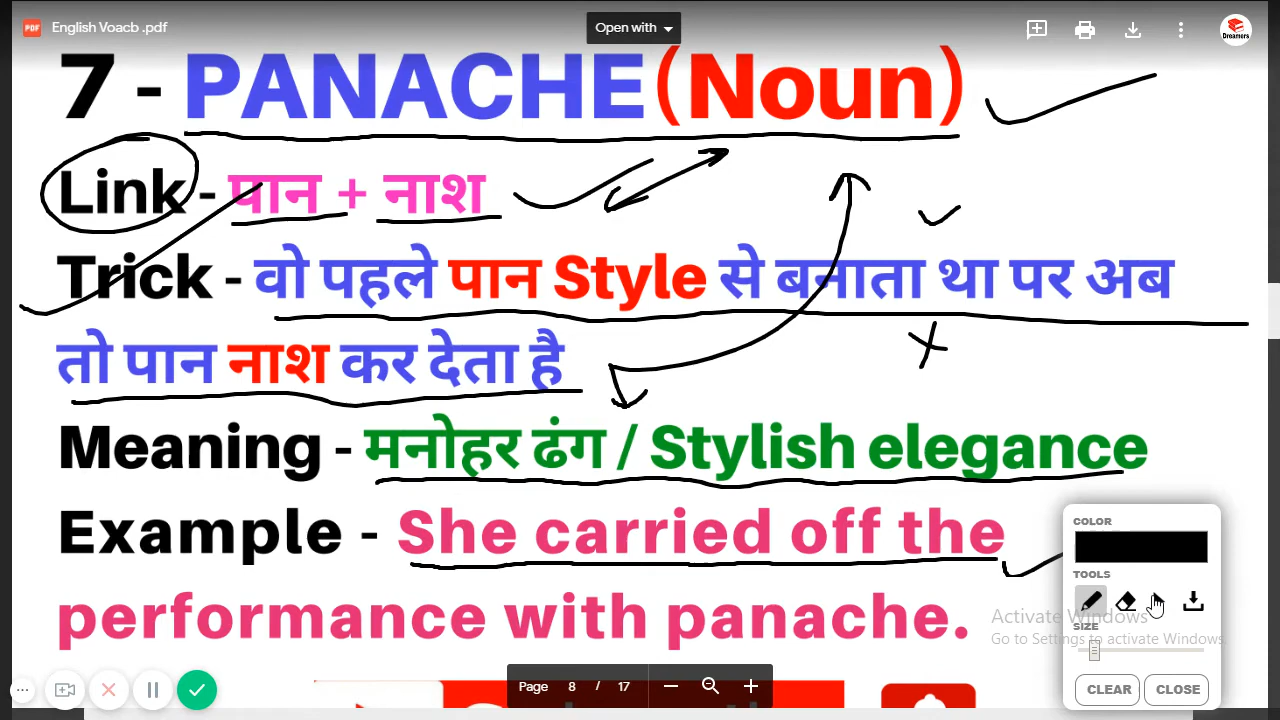 English Voacb .pdf
Open with
Dreamers
7 - PANACHE(Noun)
Link - पान + नाश
Trick - वो पहले पान Style से बनाता था पर अब
तो पान नाश कर देता है
Meaning - मनोहर ढंग / Stylish elegance
Example - She carried off the
performance with panache.
COLOR
TOOLS
SIZE
CLEAR CLOSE
Activate Windows
Go to Settings to activate Windows.
Page 8 / 17